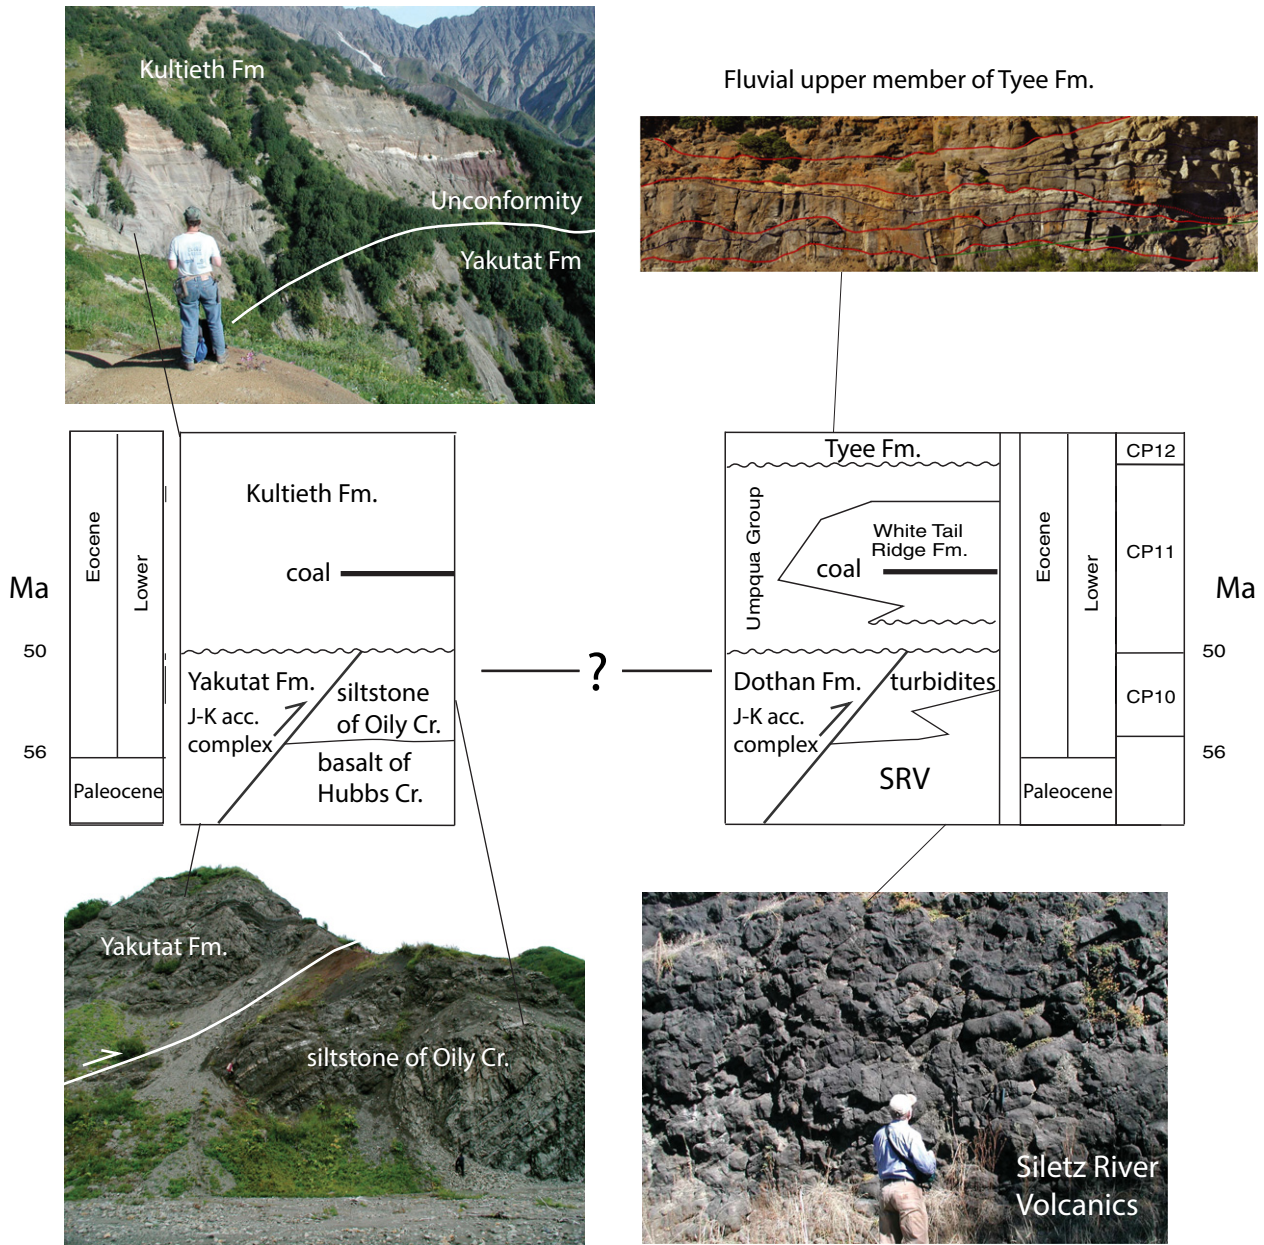 Kultieth Fm
Unconformity
Yakutat Fm
Fluvial upper member of Tyee Fm.
Ma
50
56
Eocene
Lower
Paleocene
Kultieth Fm.
coal
Yakutat Fm.
J-K acc.
complex
siltstone
of Oily Cr.
basalt of
Hubbs Cr.
?
Tyee Fm.
Umpqua Group
White Tail
Ridge Fm.
coal
Dothan Fm.
J-K acc.
complex
turbidites
SRV
Eocene
Lower
Paleocene
CP12
CP11
CP10
Ma
50
56
Yakutat Fm.
siltstone of Oily Cr.
Siletz River
Volcanics